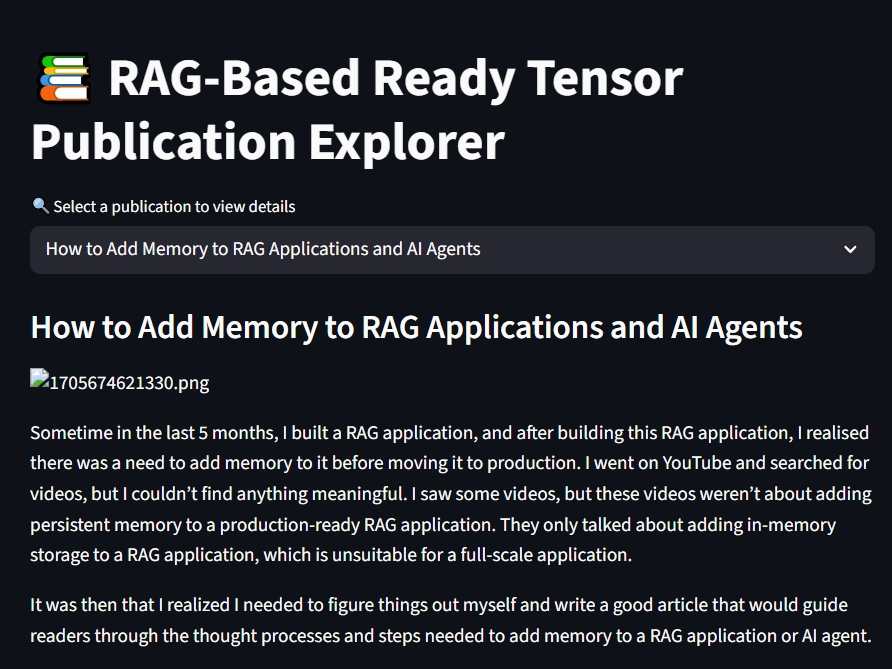 📚 RAG-Based Ready Tensor
Publication Explorer
🔍 Select a publication to view details
How to Add Memory to RAG Applications and AI Agents
How to Add Memory to RAG Applications and AI Agents
1705674621330.png
Sometime in the last 5 months, I built a RAG application, and after building this RAG application, I realised
there was a need to add memory to it before moving it to production. I went on YouTube and searched for
videos, but I couldn’t find anything meaningful. I saw some videos, but these videos weren’t about adding
persistent memory to a production-ready RAG application. They only talked about adding in-memory
storage to a RAG application, which is unsuitable for a full-scale application.
It was then that I realized I needed to figure things out myself and write a good article that would guide
readers through the thought processes and steps needed to add memory to a RAG application or AI agent.